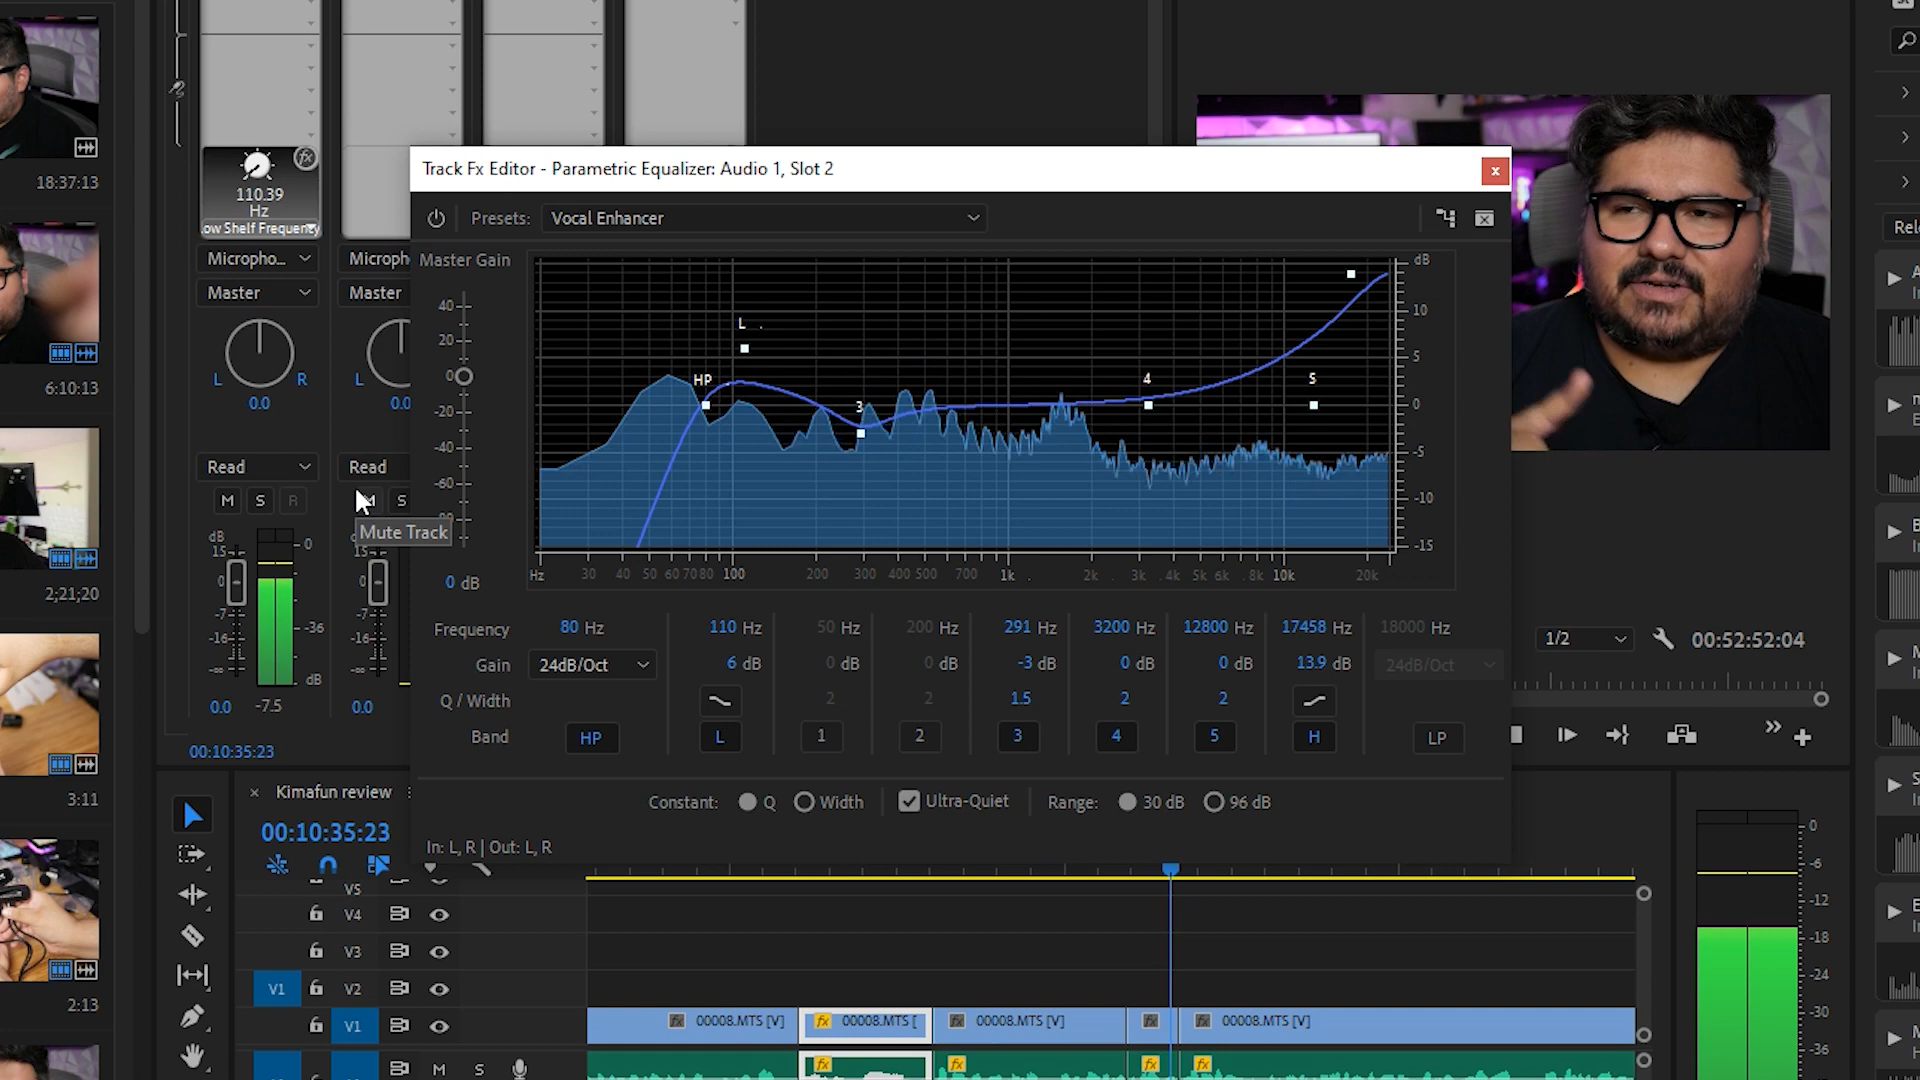 18:37:13
6:10:13
2;21;20
3:11
2:13
110.39
Hz
ow Shelf Frequency
Micropho...
Microph
Master
Master
L
R
L
0.0
0.0
Read
Read
M
S
R
S
Mute Track
dB
15
0
-7
-16
-∞
0
-36
dB
15
0
-7
-16
-∞
0.0
-7.5
0.0
00:10:35:23
Track Fx Editor - Parametric Equalizer: Audio 1, Slot 2
x
Presets:
Vocal Enhancer
Master Gain
40
20
0
-20
-40
-60
0 dB
HP
L
3
4
5
dB
10
5
0
-5
-10
-15
Hz 30 40 50 60 70 80 100 200 300 400 500 700 1k 2k 3k 4k 5k 6k 8k 10k 20k
Frequency 80 Hz 110 Hz 50 Hz 200 Hz 291 Hz 3200 Hz 12800 Hz 17458 Hz 18000 Hz
Gain 24dB/Oct 6 dB 0 dB 0 dB -3 dB 0 dB 0 dB 13.9 dB 24dB/Oct
Q / Width 2 2 1.5 2 2
Band HP L 1 2 3 4 5 H LP
Constant: Q Width Ultra-Quiet Range: 30 dB 96 dB
In: L, R | Out: L, R
Rel
1/2
00:52:52:04
× Kimafun review
00:10:35:23
V5
V4
V3
V1 V2
V1
00008.MTS [V]
fx 00008.MTS [
00008.MTS [V]
00008.MTS [V]
fx
fx
fx
fx
M
S
0
-6
-12
-18
-24
-30
-36